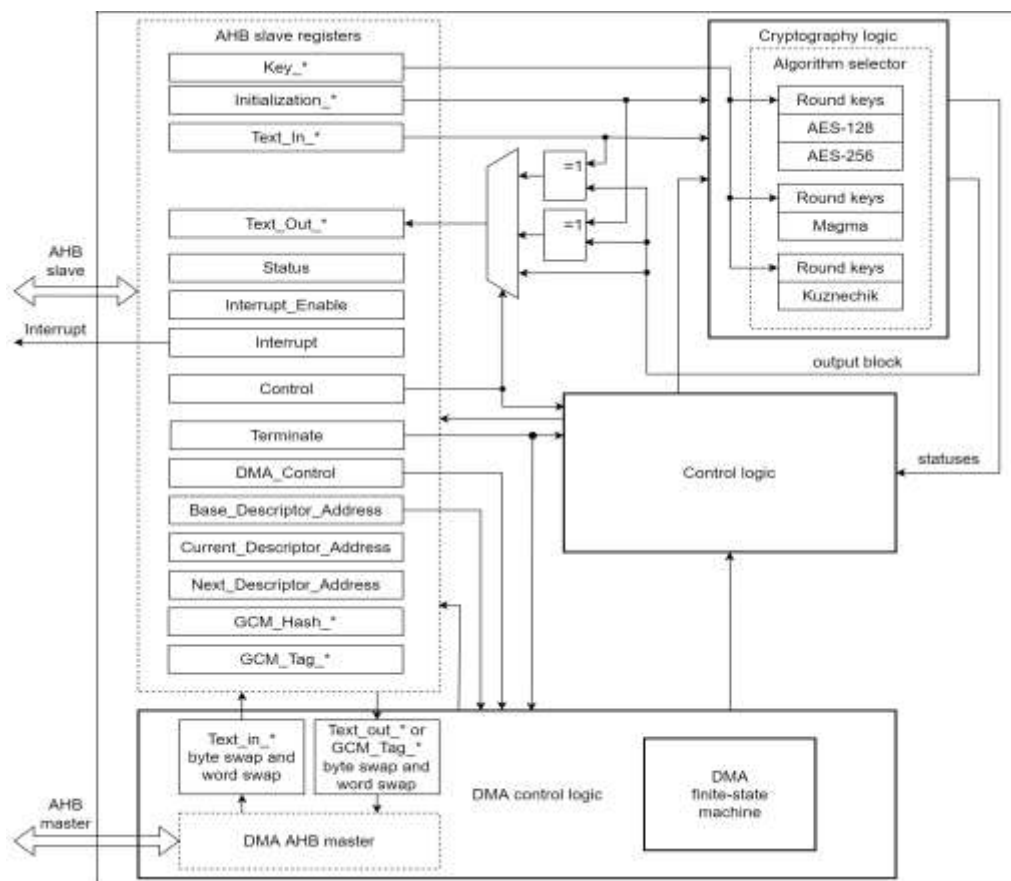 AHB slave registers
Key_*
Initialization_*
Text_In_*
Text_Out_*
Status
Interrupt_Enable
Interrupt
Control
Terminate
DMA_Control
Base_Descriptor_Address
Current_Descriptor_Address
Next_Descriptor_Address
GCM_Hash_*
GCM_Tag_*
AHB
slave
Interrupt
=1
=1
Cryptography logic
Algorithm selector
Round keys
AES-128
AES-256
Round keys
Magma
Round keys
Kuznechik
output block
statuses
Control logic
Text_in_*
byte swap and
word swap
Text_out_* or
GCM_Tag_*
byte swap and
word swap
DMA control logic
DMA
finite-state
machine
AHB
master
DMA AHB master